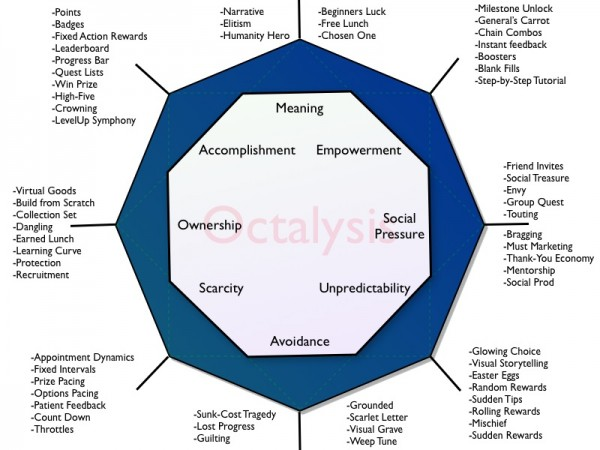 -Points
-Badges
-Fixed Action Rewards
-Leaderboard
-Progress Bar
-Quest Lists
-Win Prize
-High-Five
-Crowning
-LevelUp Symphony
-Narrative
-Elitism
-Humanity Hero
-Beginners Luck
-Free Lunch
-Chosen One
-Milestone Unlock
-General's Carrot
-Chain Combos
-Instant feedback
-Boosters
-Blank Fills
-Step-by-Step Tutorial
Meaning
Accomplishment
Empowerment
-Virtual Goods
-Build from Scratch
-Collection Set
-Dangling
-Earned Lunch
-Learning Curve
-Protection
-Recruitment
Ownership
Octalysis
Social
Pressure
-Friend Invites
-Social Treasure
-Envy
-Group Quest
-Touting
-Bragging
-Must Marketing
-Thank-You Economy
-Mentorship
-Social Prod
Scarcity
Unpredictability
Avoidance
-Appointment Dynamics
-Fixed Intervals
-Prize Pacing
-Options Pacing
-Patient Feedback
-Count Down
-Throttles
-Sunk-Cost Tragedy
-Lost Progress
-Guilting
-Grounded
-Scarlet Letter
-Visual Grave
-Weep Tune
-Glowing Choice
-Visual Storytelling
-Easter Eggs
-Random Rewards
-Sudden Tips
-Rolling Rewards
-Mischief
-Sudden Rewards